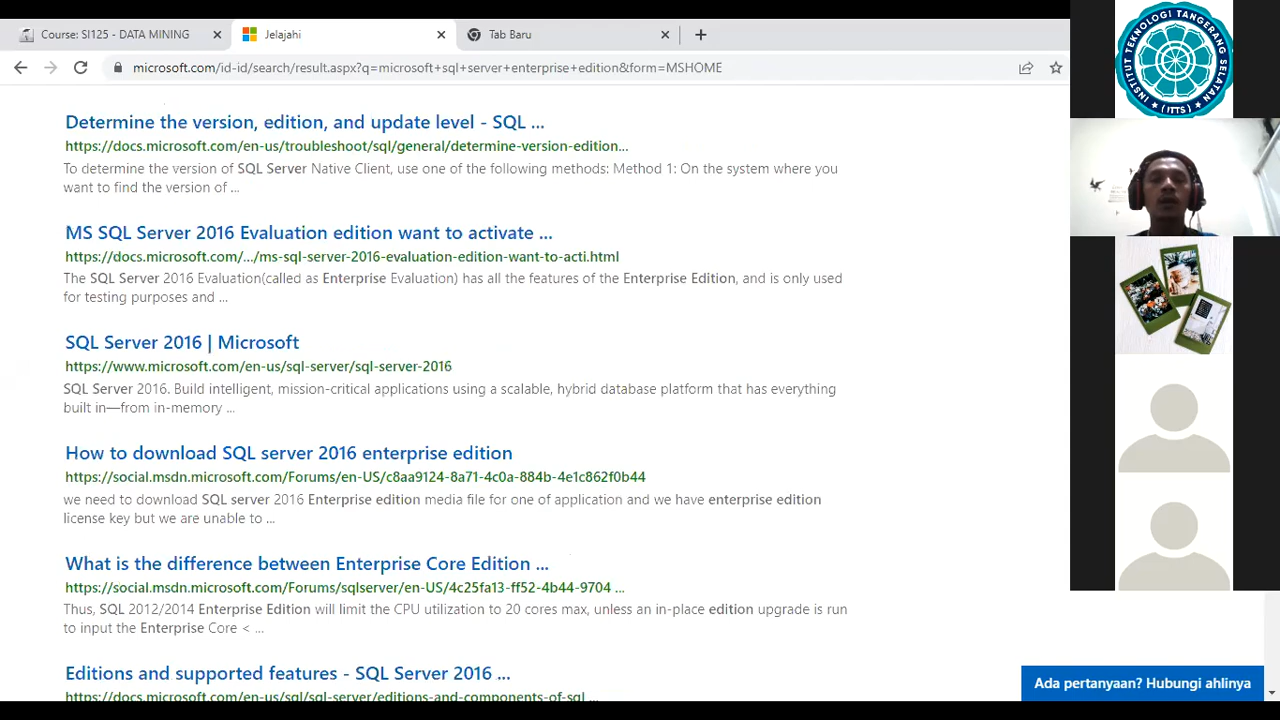 Course: SI125 - DATA MINING
Jelajahi
Tab Baru
microsoft.com/id-id/search/result.aspx?q=microsoft+sql+server+enterprise+edition&form=MSHOME
INSTITUT TEKNOLOGI TANGERANG SELATAN
(ITTS)
Determine the version, edition, and update level - SQL ...
https://docs.microsoft.com/en-us/troubleshoot/sql/general/determine-version-edition...
To determine the version of SQL Server Native Client, use one of the following methods: Method 1: On the system where you
want to find the version of ...
MS SQL Server 2016 Evaluation edition want to activate ...
https://docs.microsoft.com/.../ms-sql-server-2016-evaluation-edition-want-to-acti.html
The SQL Server 2016 Evaluation(called as Enterprise Evaluation) has all the features of the Enterprise Edition, and is only used
for testing purposes and ...
SQL Server 2016 | Microsoft
https://www.microsoft.com/en-us/sql-server/sql-server-2016
SQL Server 2016. Build intelligent, mission-critical applications using a scalable, hybrid database platform that has everything
built in—from in-memory ...
How to download SQL server 2016 enterprise edition
https://social.msdn.microsoft.com/Forums/en-US/c8aa9124-8a71-4c0a-884b-4e1c862f0b44
we need to download SQL server 2016 Enterprise edition media file for one of application and we have enterprise edition
license key but we are unable to ...
What is the difference between Enterprise Core Edition ...
https://social.msdn.microsoft.com/Forums/sqlserver/en-US/4c25fa13-ff52-4b44-9704 ...
Thus, SQL 2012/2014 Enterprise Edition will limit the CPU utilization to 20 cores max, unless an in-place edition upgrade is run
to input the Enterprise Core < ...
Editions and supported features - SQL Server 2016 ...
https://docs.microsoft.com/en-us/sql/sql-server/editions-and-components-of-sql ...
Ada pertanyaan? Hubungi ahlinya